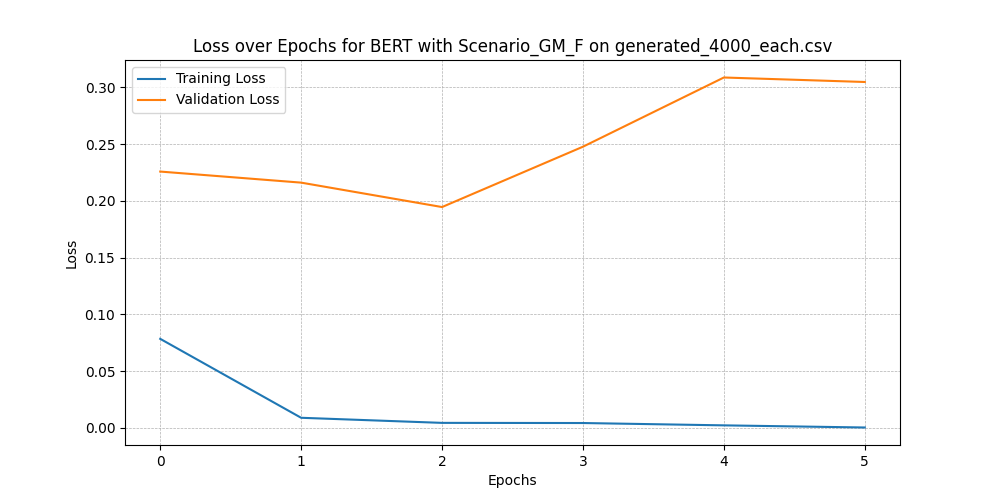 Loss over Epochs for BERT with Scenario_GM_F on generated_4000_each.csv
Training Loss
Validation Loss
0.30
0.25
0.20
0.15
0.10
0.05
0.00
Loss
0 1 2 3 4 5
Epochs